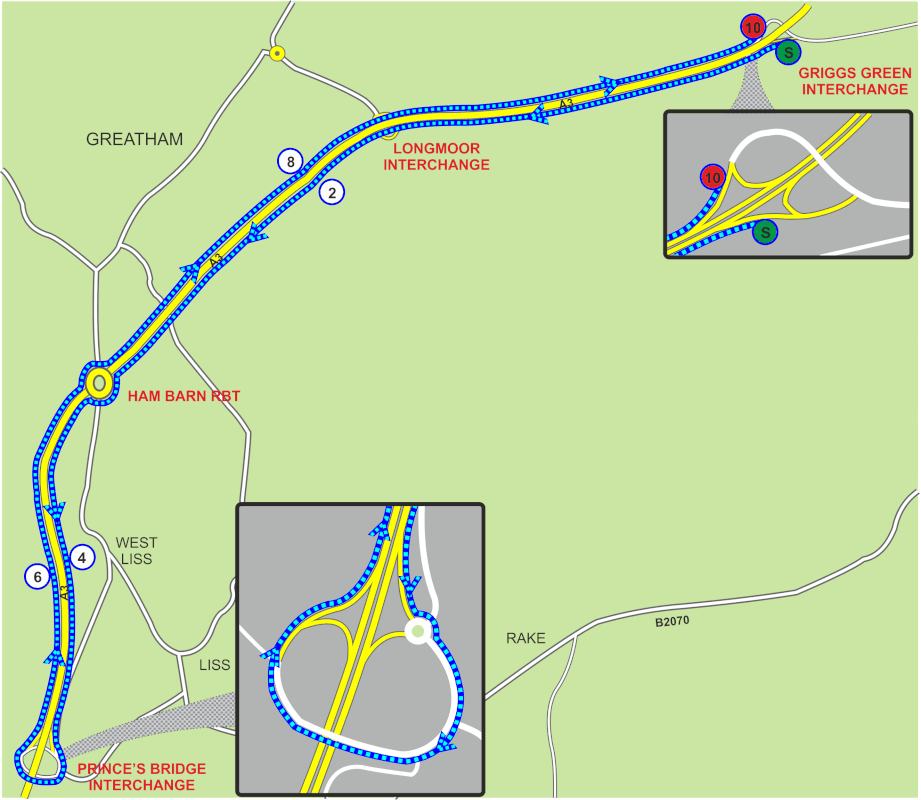 10
S
GRIGGS GREEN
INTERCHANGE
A3
GREATHAM
LONGMOOR
INTERCHANGE
8
2
10
S
A3
HAM BARN RBT
WEST
LISS
4
6
A3
LISS
RAKE
B2070
PRINCE'S BRIDGE
INTERCHANGE